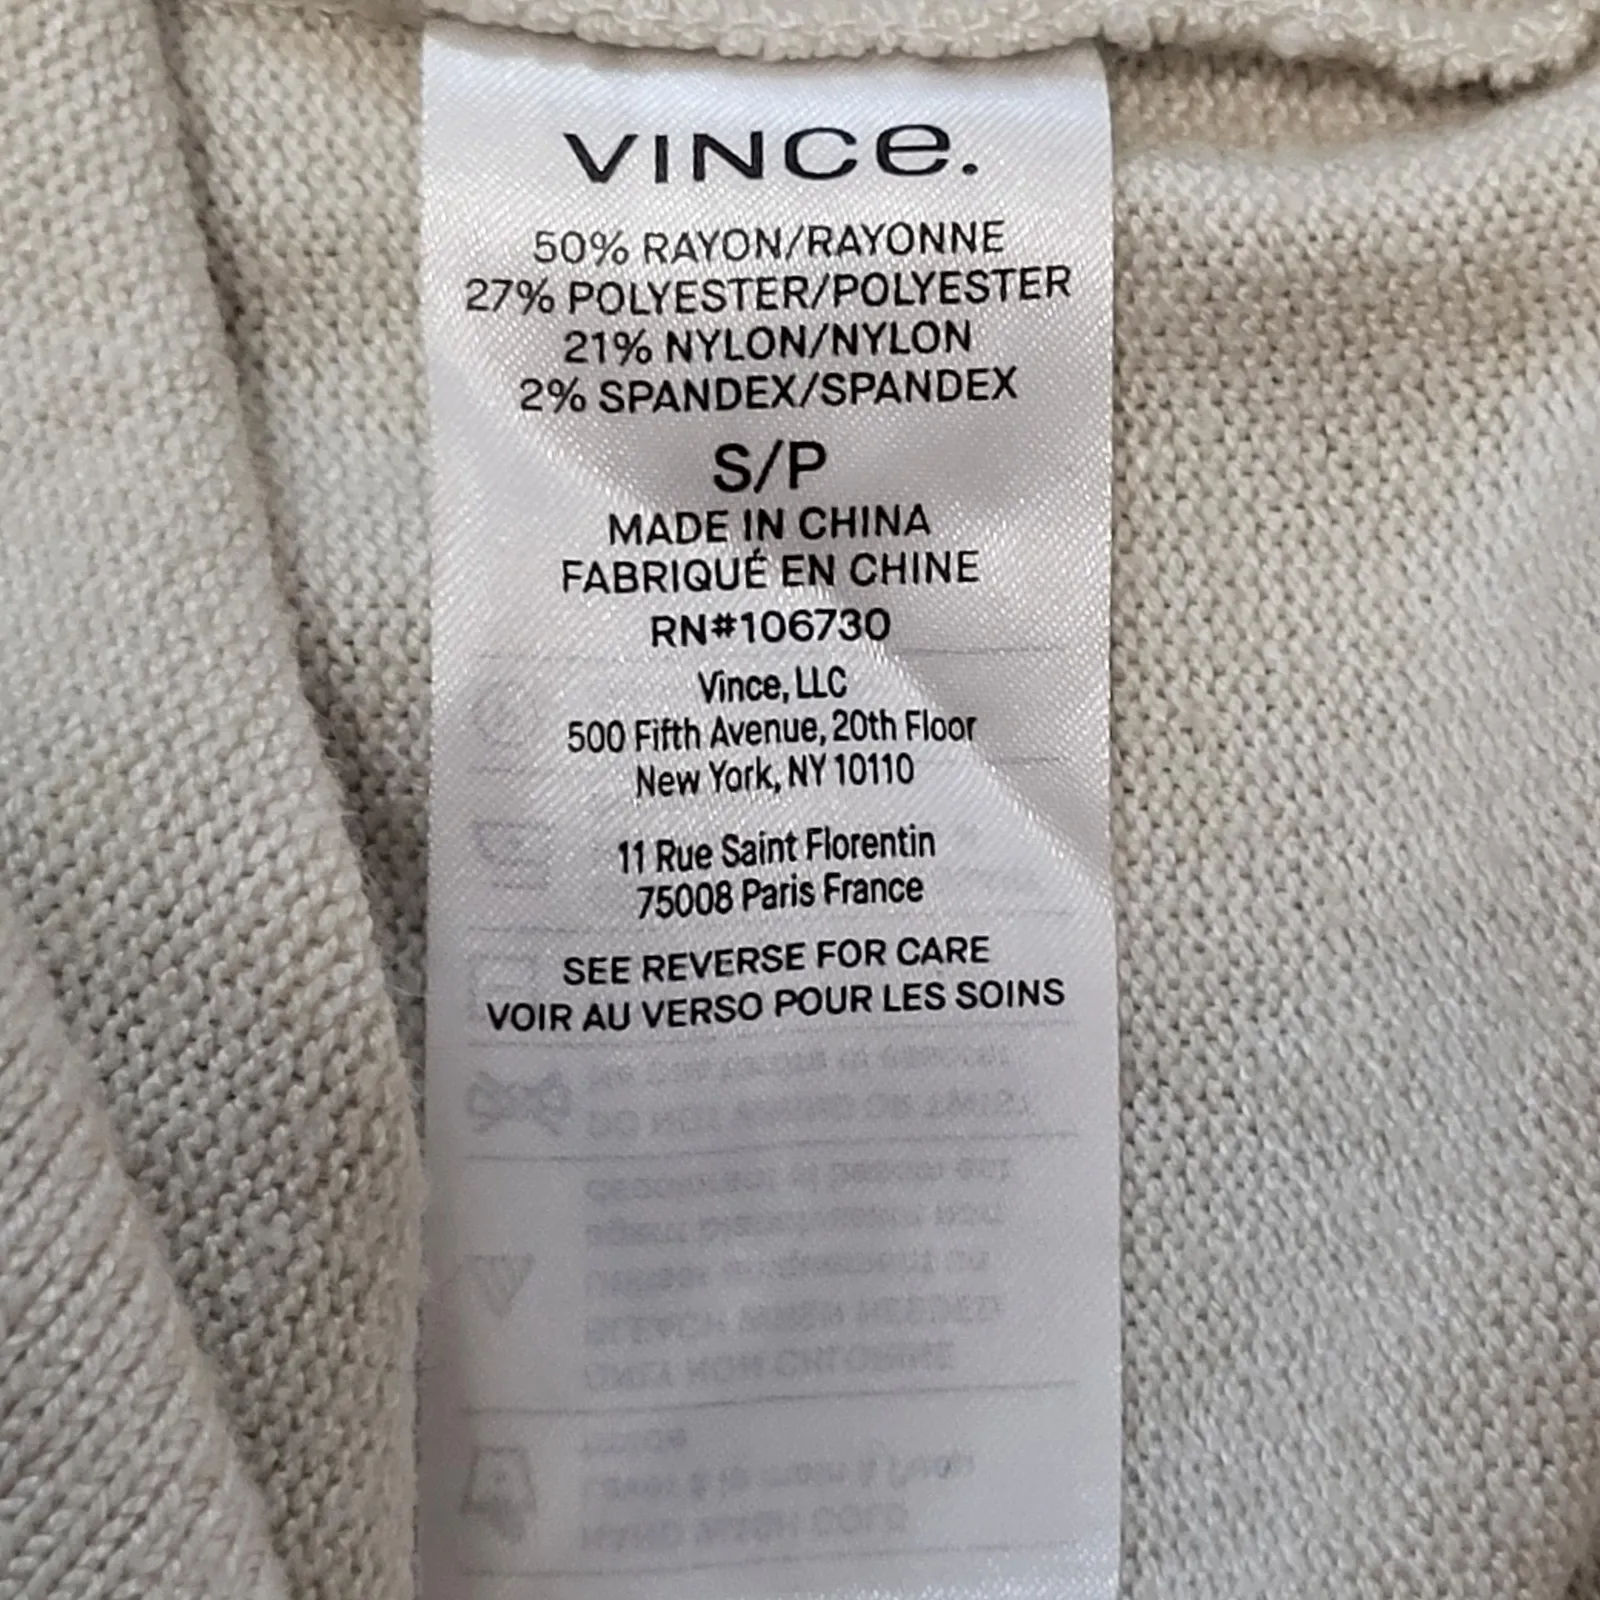 VINCe.
50% RAYON/RAYONNE
27% POLYESTER/POLYESTER
21% NYLON/NYLON
2% SPANDEX/SPANDEX
S/P
MADE IN CHINA
FABRIQUÉ EN CHINE
RN#106730
Vince, LLC
500 Fifth Avenue, 20th Floor
New York, NY 10110
11 Rue Saint Florentin
75008 Paris France
SEE REVERSE FOR CARE
VOIR AU VERSO POUR LES SOINS